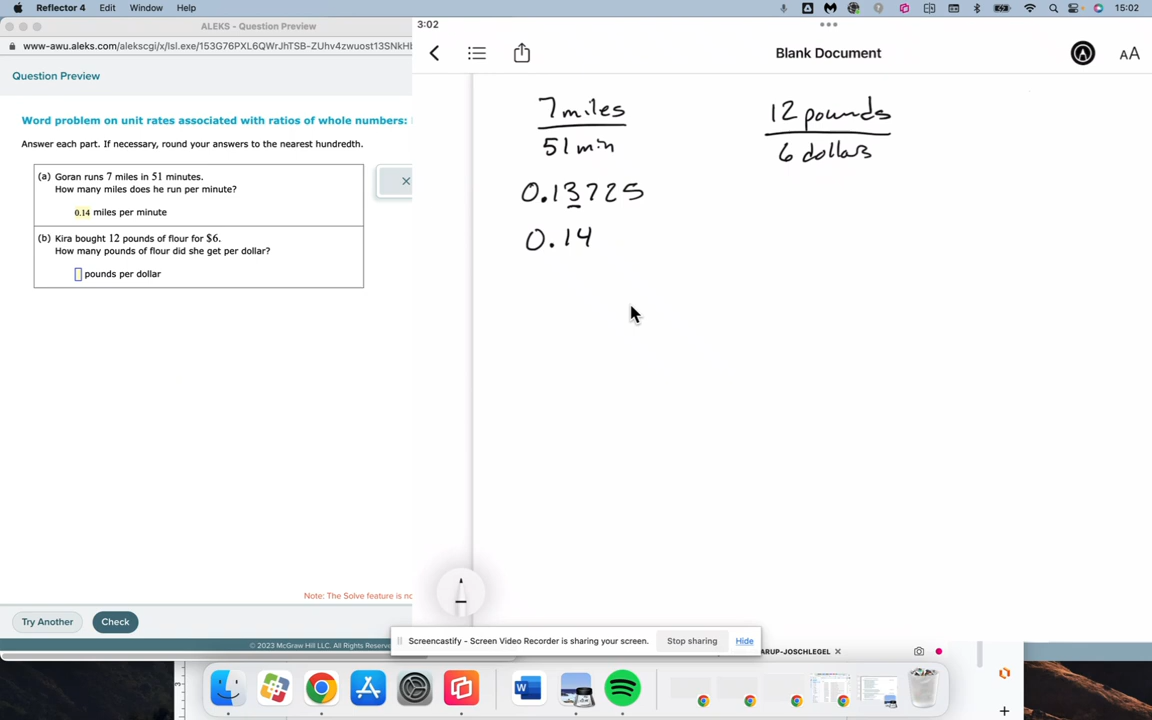 Reflector 4 Edit Window Help 15:02
ALEKS - Question Preview
www-awu.aleks.com/alekscgi/x/lsl.exe/153G76PXL6QWrJhTSB-ZUhv4zwuost13SNkH
Question Preview
Word problem on unit rates associated with ratios of whole numbers:
Answer each part. If necessary, round your answers to the nearest hundredth.
(a) Goran runs 7 miles in 51 minutes.
How many miles does he run per minute?
0.14 miles per minute
(b) Kira bought 12 pounds of flour for $6.
How many pounds of flour did she get per dollar?
pounds per dollar
Note: The Solve feature is no
Try Another Check
© 2023 McGraw Hill LLC. All Rights Reserve
3:02
Blank Document
AA
7 miles
51 min
0.13725
0.14
12 pounds
6 dollars
Screencastify - Screen Video Recorder is sharing your screen. Stop sharing Hide
ARUP-JOSCHLEGEL